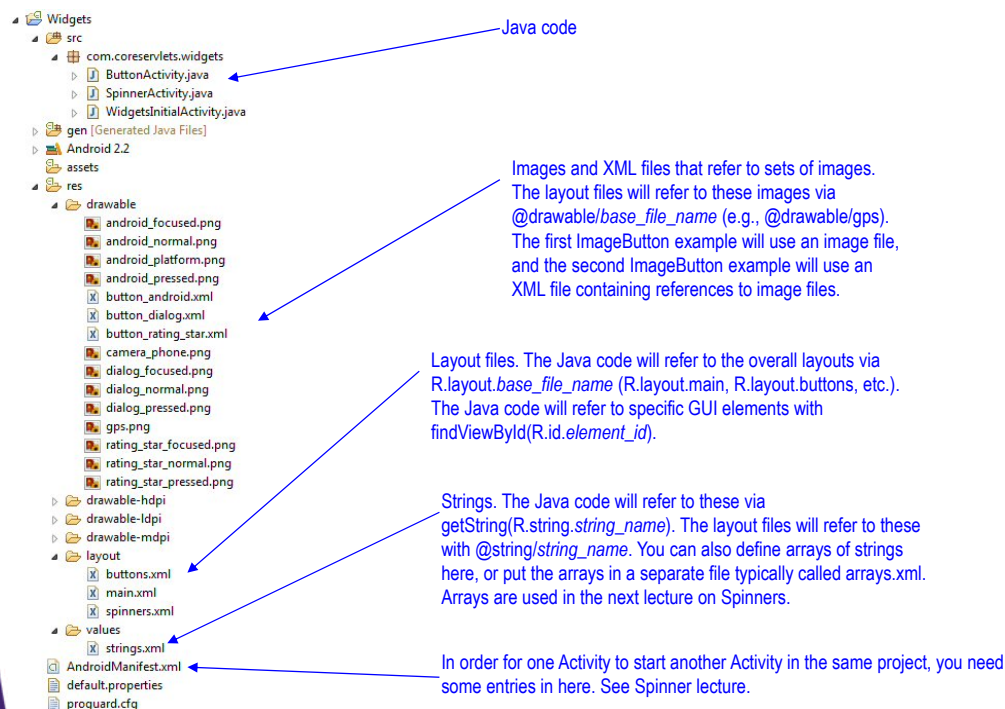 Widgets
src
com.coreservlets.widgets
ButtonActivity.java
SpinnerActivity.java
WidgetsInitialActivity.java
gen [Generated Java Files]
Android 2.2
assets
res
drawable
android_focused.png
android_normal.png
android_platform.png
android_pressed.png
button_android.xml
button_dialog.xml
button_rating_star.xml
camera_phone.png
dialog_focused.png
dialog_normal.png
dialog_pressed.png
gps.png
rating_star_focused.png
rating_star_normal.png
rating_star_pressed.png
drawable-hdpi
drawable-ldpi
drawable-mdpi
layout
buttons.xml
main.xml
spinners.xml
values
strings.xml
AndroidManifest.xml
default.properties
proguard.cfg
Java code
Images and XML files that refer to sets of images.
The layout files will refer to these images via
@drawable/base_file_name (e.g., @drawable/gps).
The first ImageButton example will use an image file,
and the second ImageButton example will use an
XML file containing references to image files.
Layout files. The Java code will refer to the overall layouts via
R.layout.base_file_name (R.layout.main, R.layout.buttons, etc.).
The Java code will refer to specific GUI elements with
findViewById(R.id.element_id).
Strings. The Java code will refer to these via
getString(R.string.string_name). The layout files will refer to these
with @string/string_name. You can also define arrays of strings
here, or put the arrays in a separate file typically called arrays.xml.
Arrays are used in the next lecture on Spinners.
In order for one Activity to start another Activity in the same project, you need
some entries in here. See Spinner lecture.